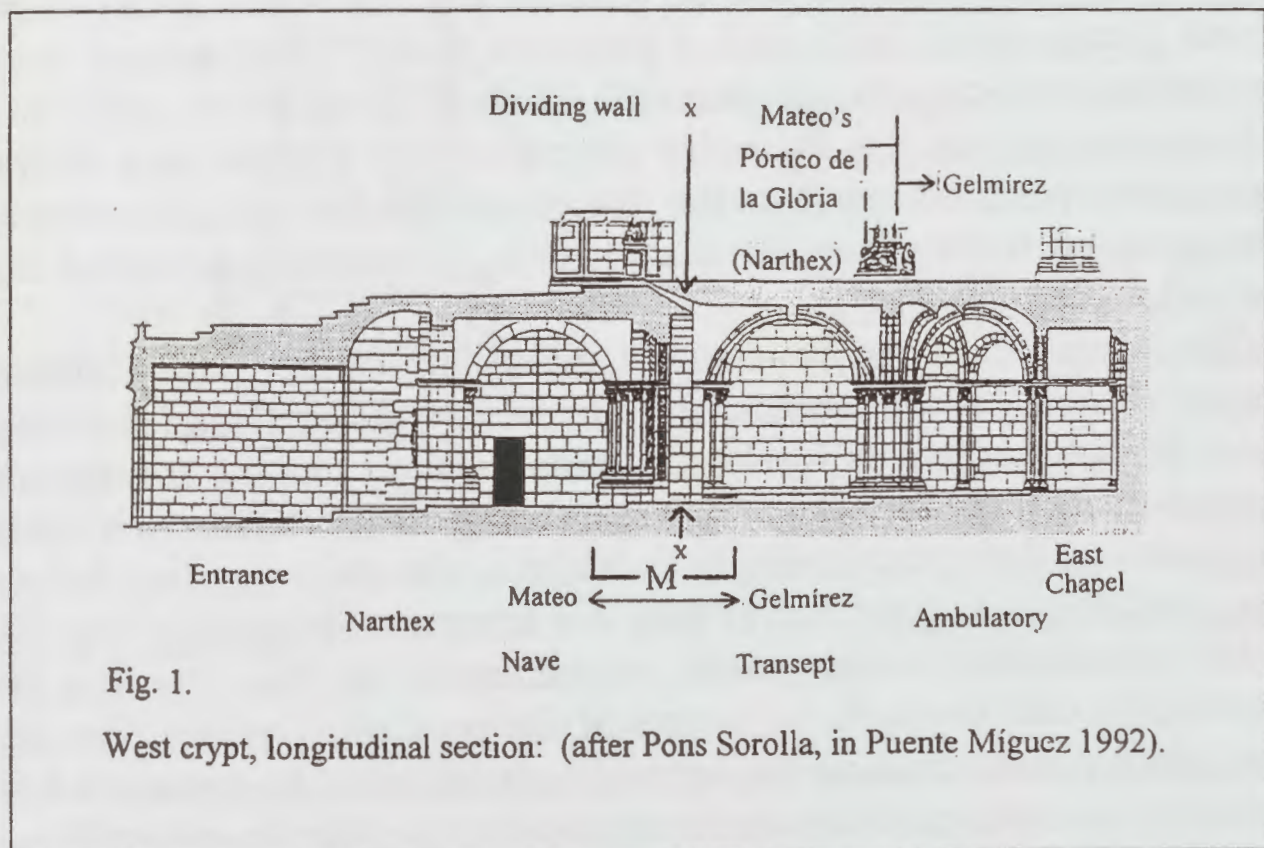 Dividing wall x Mateo's
Pórtico de
la Gloria
Gelmírez
(Narthex)
x
M
Entrance
East
Chapel
Mateo Gelmírez
Narthex
Ambulatory
Nave
Transept
Fig. 1.
West crypt, longitudinal section: (after Pons Sorolla, in Puente Míguez 1992).